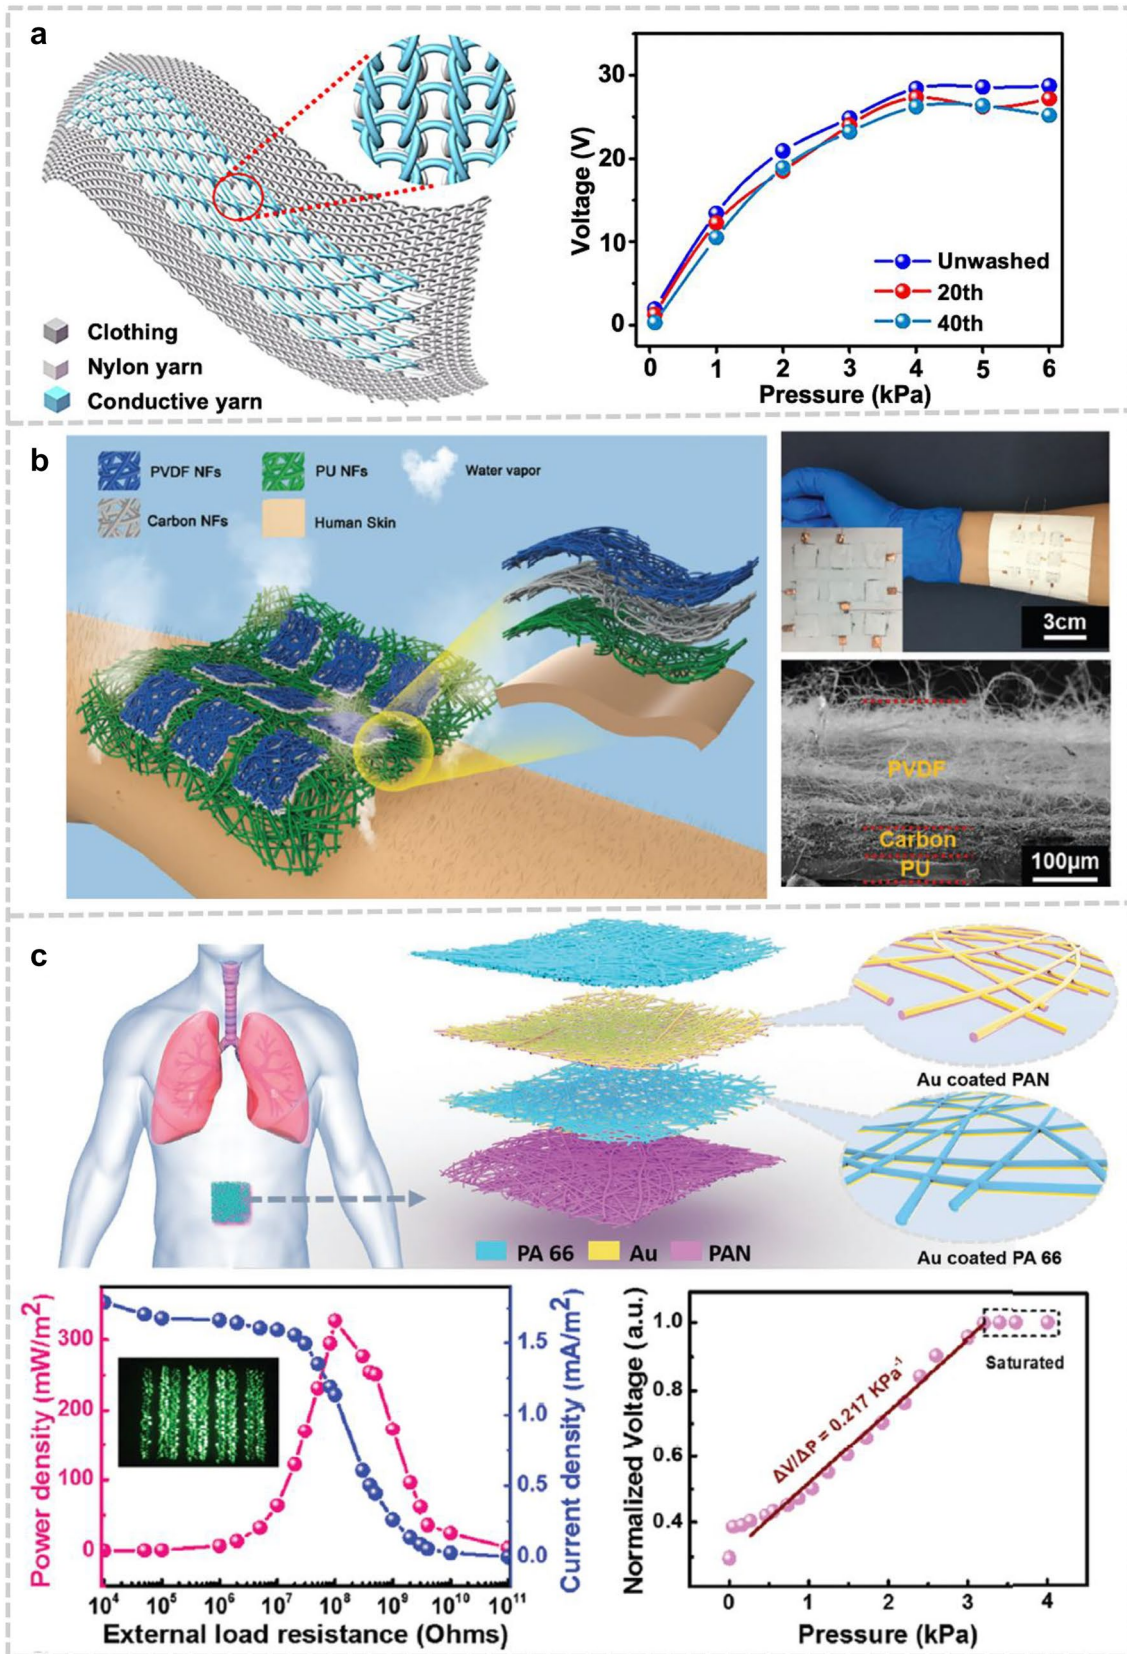 a
Clothing
Nylon yarn
Conductive yarn
Voltage (V)
30
20
10
0
Unwashed
20th
40th
0 1 2 3 4 5 6
Pressure (kPa)
b
PVDF NFs
PU NFs
Water vapor
Carbon NFs
Human Skin
3cm
PVDF
Carbon
PU
100μm
c
Au coated PAN
Au coated PA 66
PA 66 Au PAN
Power density (mW/m²)
300
200
100
0
Current density (mA/m²)
1.5
1.0
0.5
0.0
10⁴ 10⁵ 10⁶ 10⁷ 10⁸ 10⁹ 10¹⁰ 10¹¹
External load resistance (Ohms)
Normalized Voltage (a.u.)
1.0
0.8
0.6
0.4
Saturated
ΔV/ΔP = 0.217 KPa⁻¹
0 1 2 3 4
Pressure (kPa)